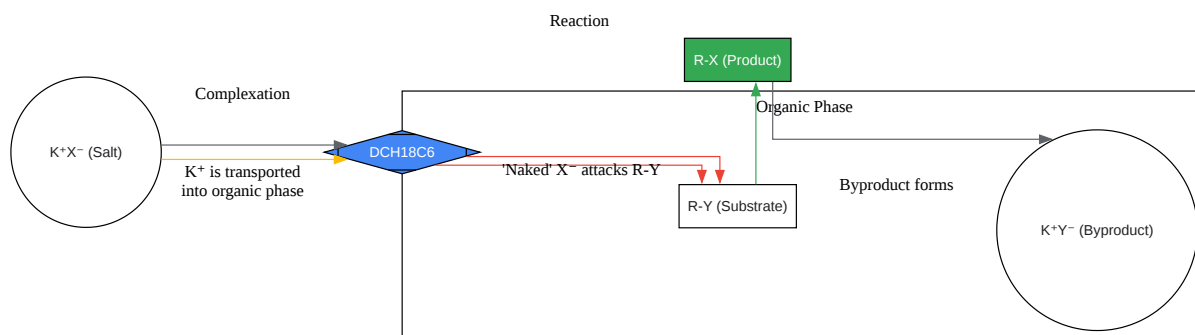 Reaction
R-X (Product)
Complexation
Organic Phase
K⁺X⁻ (Salt)
DCH18C6
K⁺ is transported
into organic phase
'Naked' X⁻ attacks R-Y
Byproduct forms
R-Y (Substrate)
K⁺Y⁻ (Byproduct)